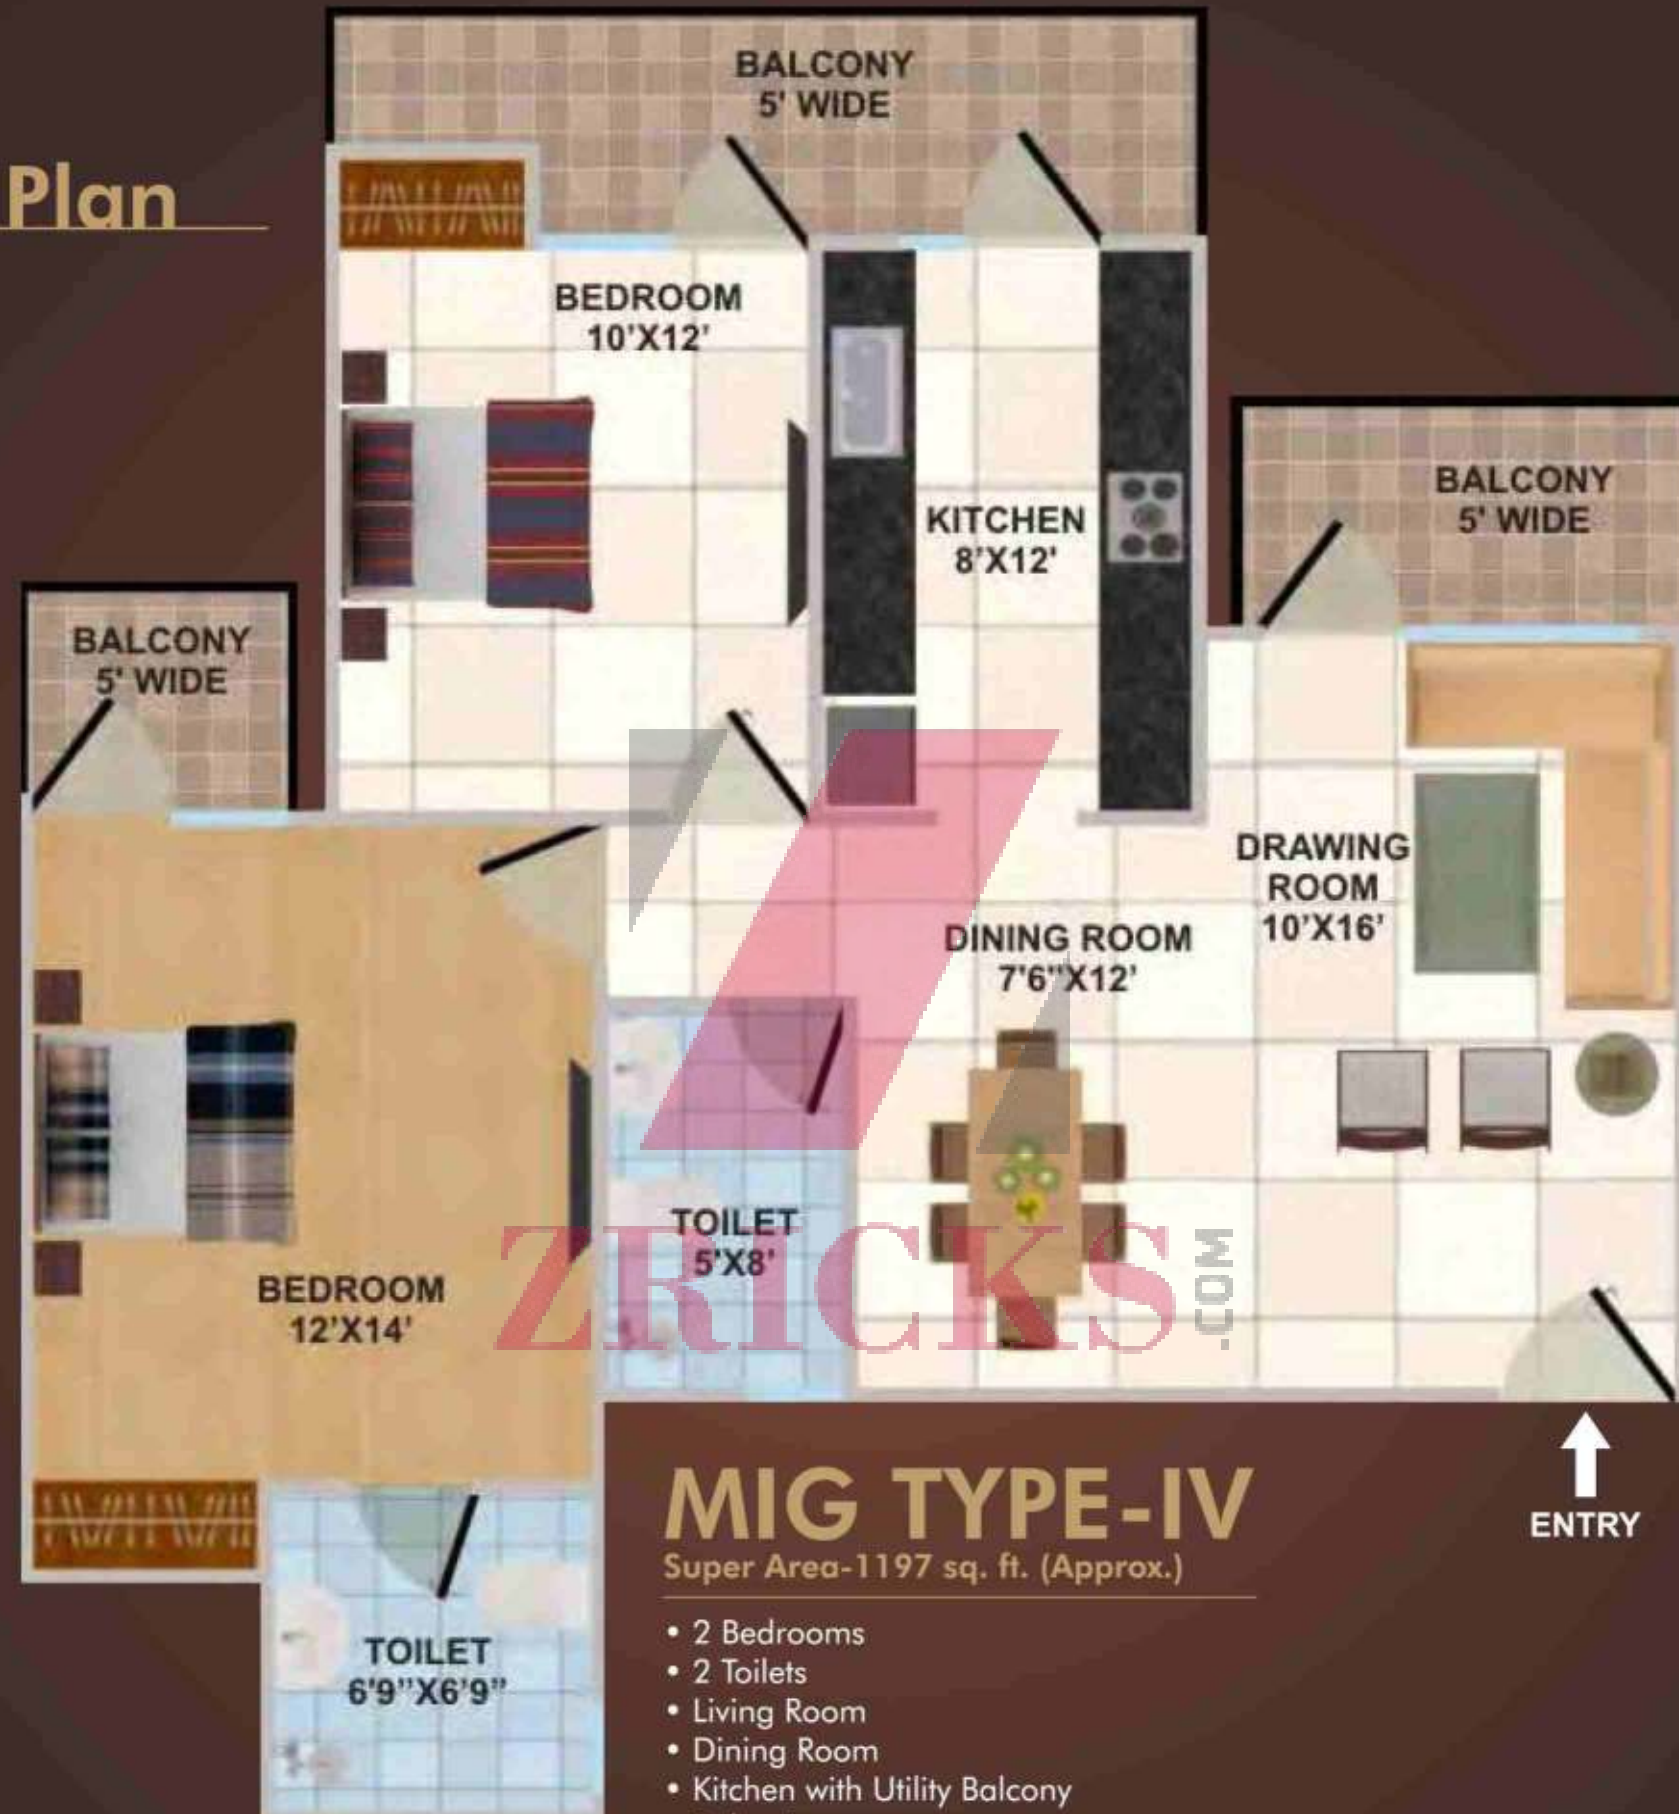 Plan
BALCONY
5' WIDE
BEDROOM
10'X12'
KITCHEN
8'X12'
BALCONY
5' WIDE
BALCONY
5' WIDE
DRAWING
ROOM
10'X16'
DINING ROOM
7'6"X12'
TOILET
5'X8'
ZRICKS
.COM
BEDROOM
12'X14'
TOILET
6'9"X6'9"
ENTRY
MIG TYPE-IV
Super Area-1197 sq. ft. (Approx.)
• 2 Bedrooms
• 2 Toilets
• Living Room
• Dining Room
• Kitchen with Utility Balcony